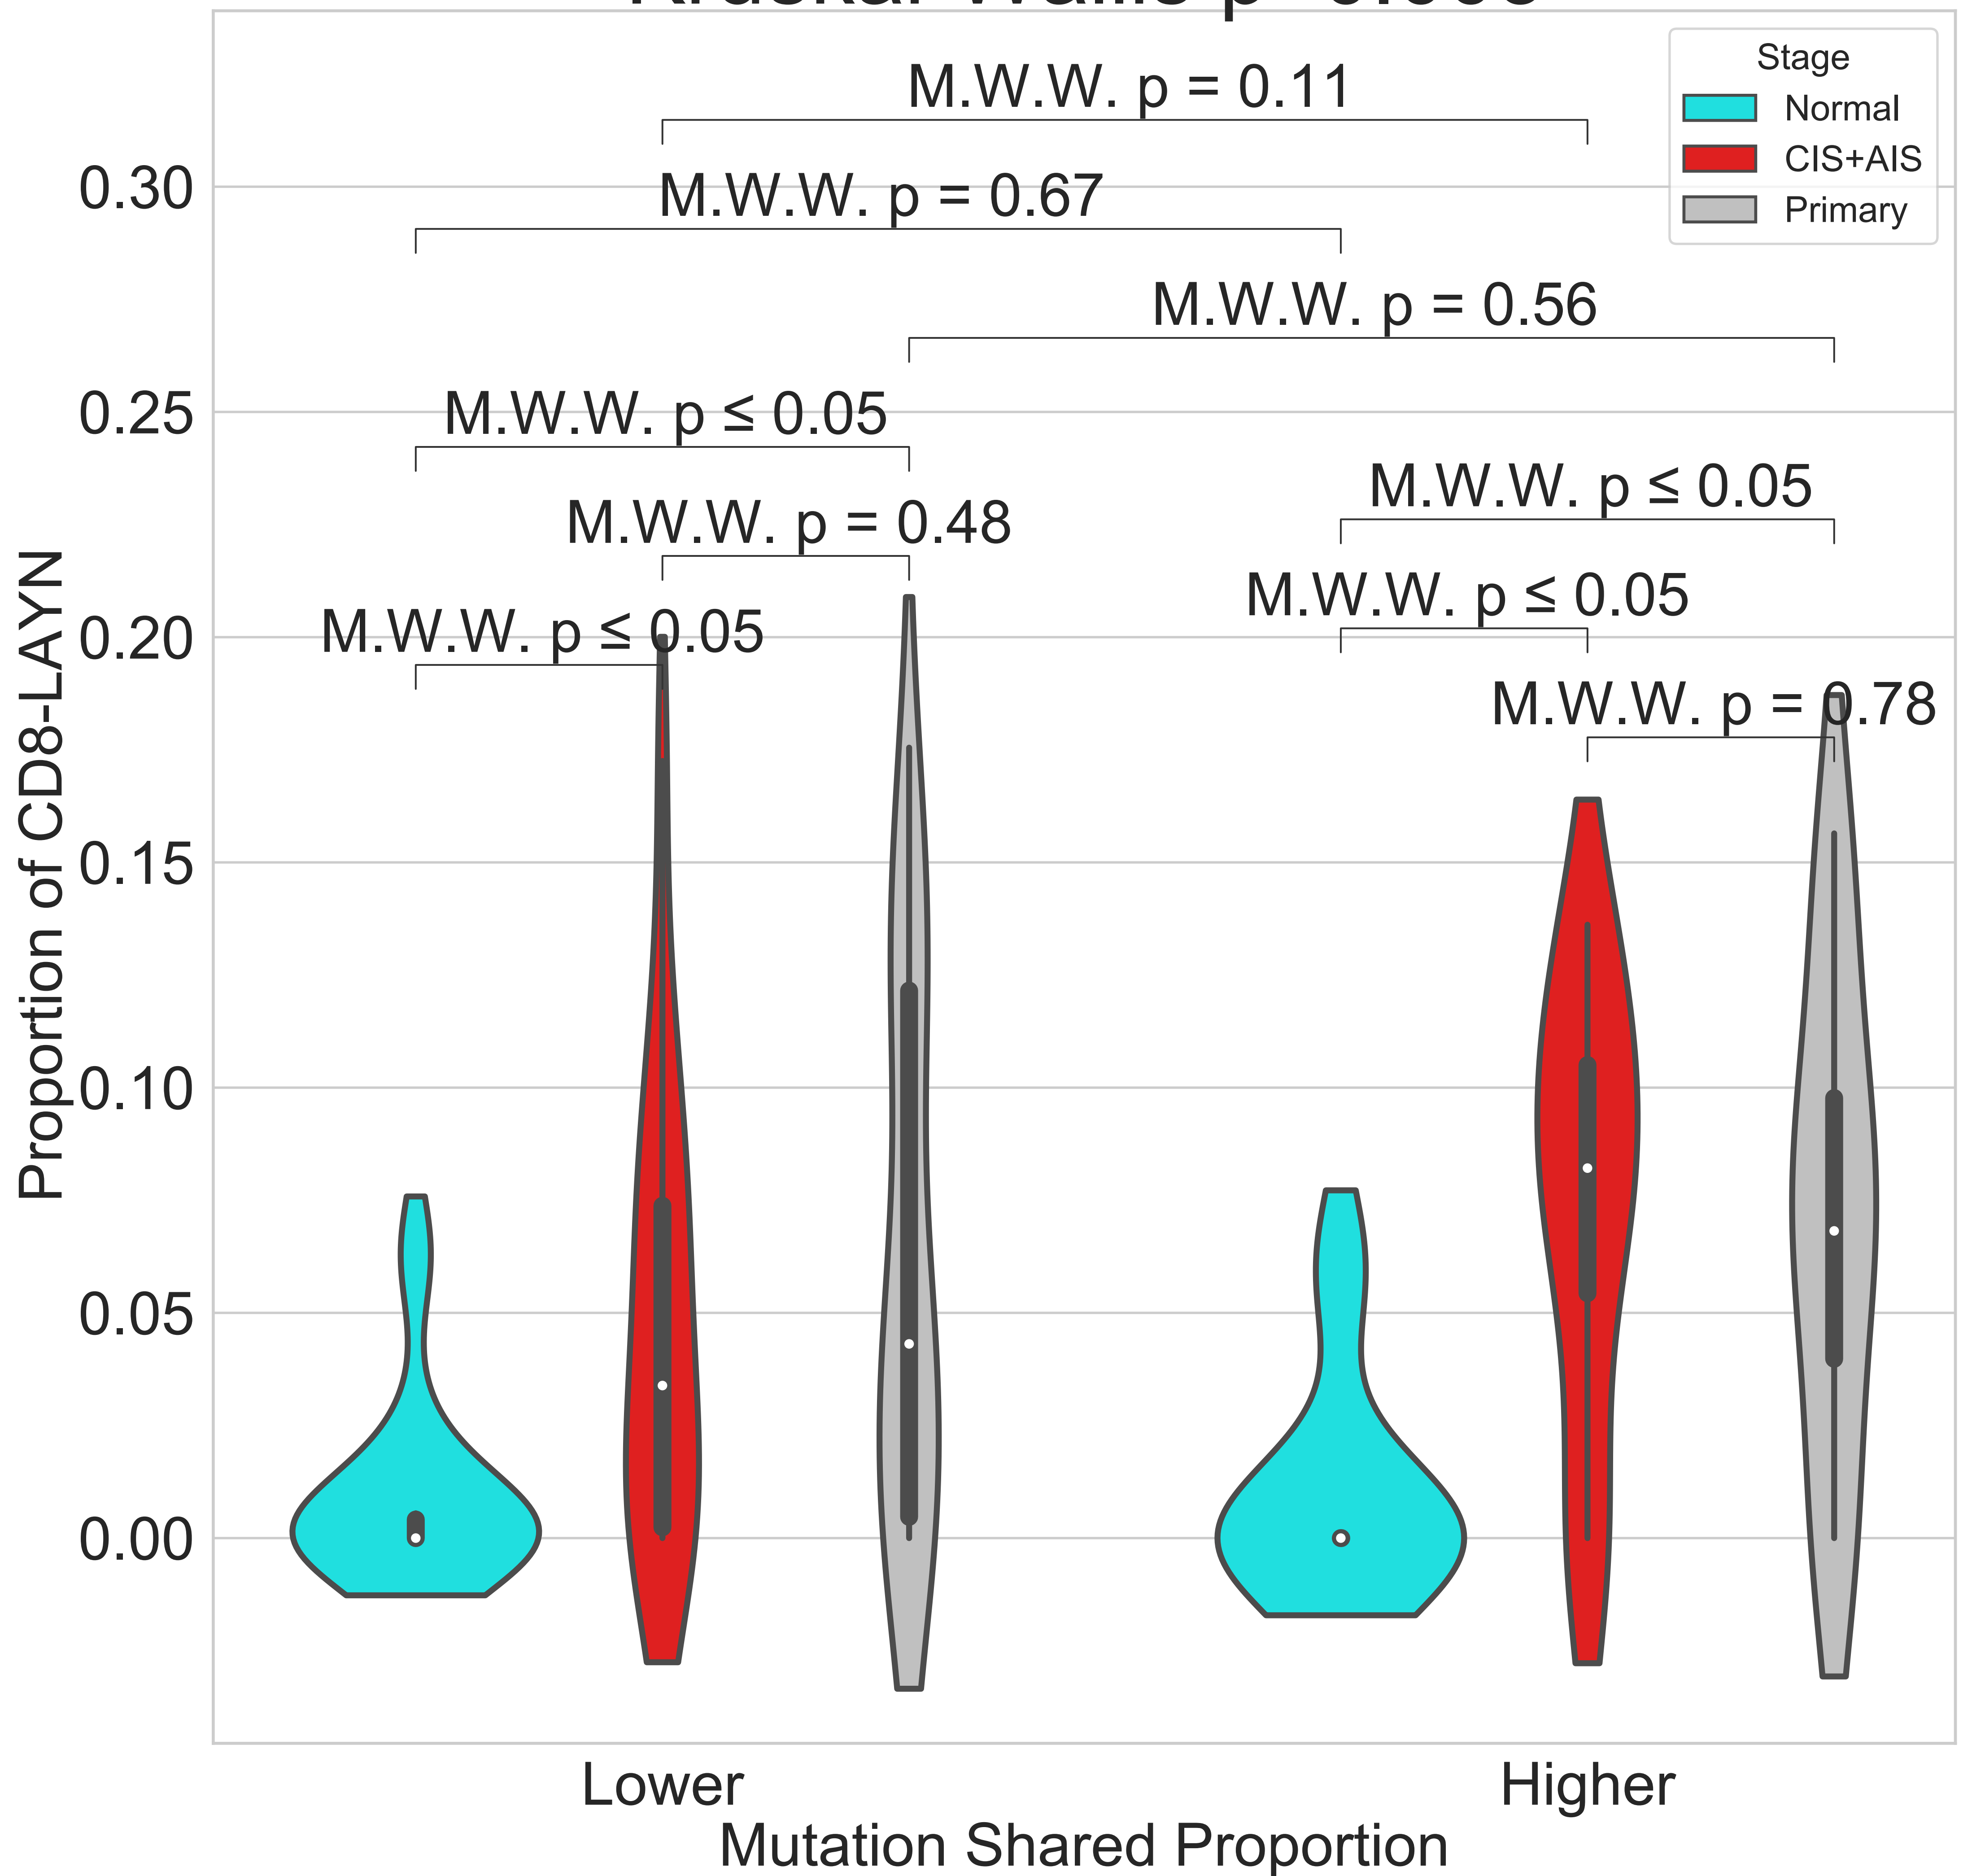 Stage
Normal
CIS+AIS
Primary
M.W.W. p = 0.11
M.W.W. p = 0.67
M.W.W. p = 0.56
M.W.W. p ≤ 0.05
M.W.W. p ≤ 0.05
M.W.W. p = 0.48
M.W.W. p ≤ 0.05
M.W.W. p ≤ 0.05
M.W.W. p = 0.78
0.30
0.25
0.20
0.15
0.10
0.05
0.00
Proportion of CD8-LAYN
Lower
Higher
Mutation Shared Proportion